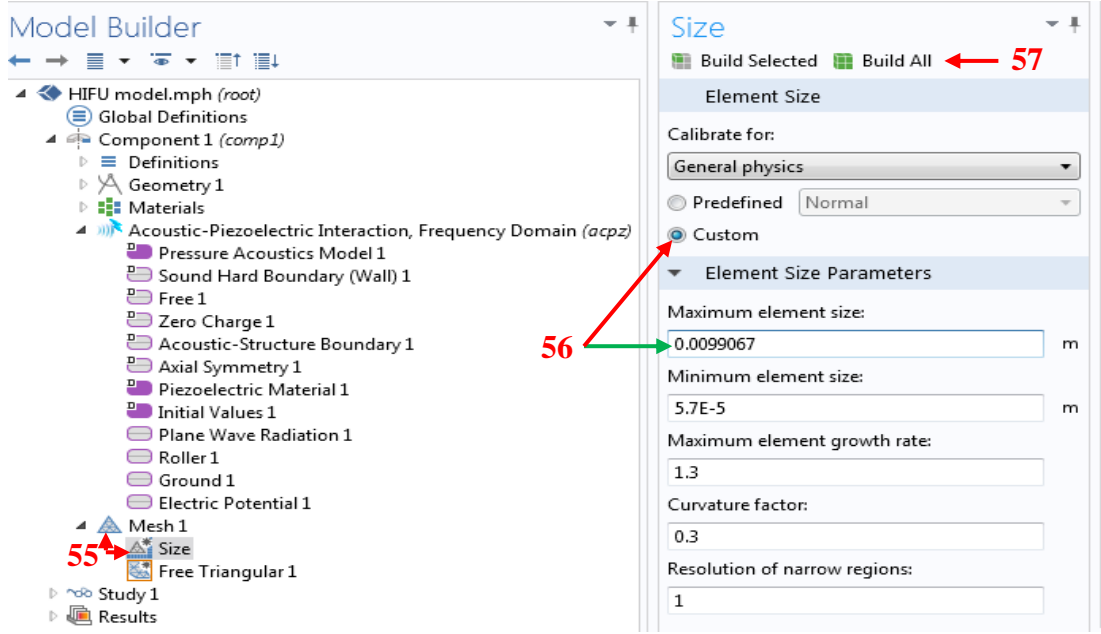 Model Builder
HIFU model.mph (root)
Global Definitions
Component 1 (comp1)
Definitions
Geometry 1
Materials
Acoustic-Piezoelectric Interaction, Frequency Domain (acpz)
Pressure Acoustics Model 1
Sound Hard Boundary (Wall) 1
Free 1
Zero Charge 1
Acoustic-Structure Boundary 1
Axial Symmetry 1
Piezoelectric Material 1
Initial Values 1
Plane Wave Radiation 1
Roller 1
Ground 1
Electric Potential 1
Mesh 1
55
Size
Free Triangular 1
Study 1
Results
56
Size
Build Selected Build All 57
Element Size
Calibrate for:
General physics
Predefined Normal
Custom
Element Size Parameters
Maximum element size:
0.0099067 m
Minimum element size:
5.7E-5 m
Maximum element growth rate:
1.3
Curvature factor:
0.3
Resolution of narrow regions:
1